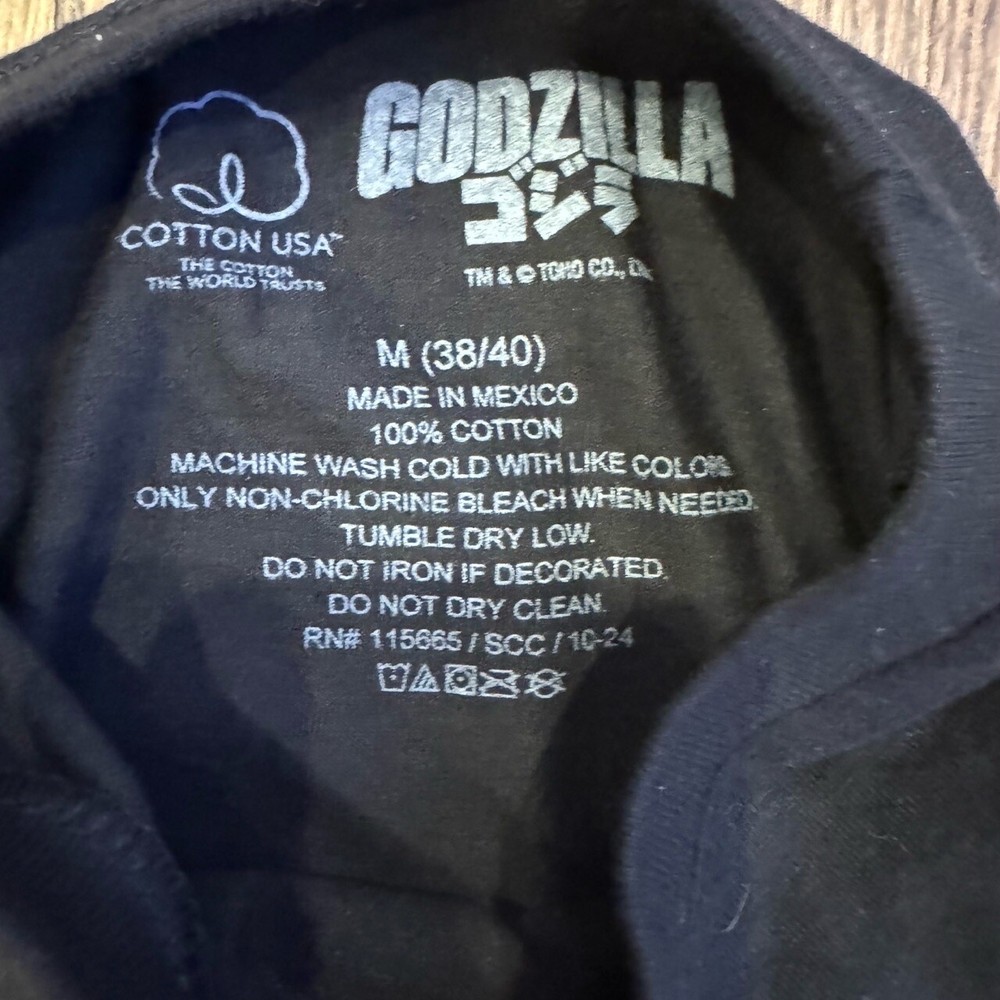 GODZILLA
ゴジラ
TM & © TOHO CO., LTD.
COTTON USA™
THE COTTON
THE WORLD TRUSTS
M (38/40)
MADE IN MEXICO
100% COTTON
MACHINE WASH COLD WITH LIKE COLORS
ONLY NON-CHLORINE BLEACH WHEN NEEDED.
TUMBLE DRY LOW.
DO NOT IRON IF DECORATED.
DO NOT DRY CLEAN.
RN# 115665 / SCC / 10-24